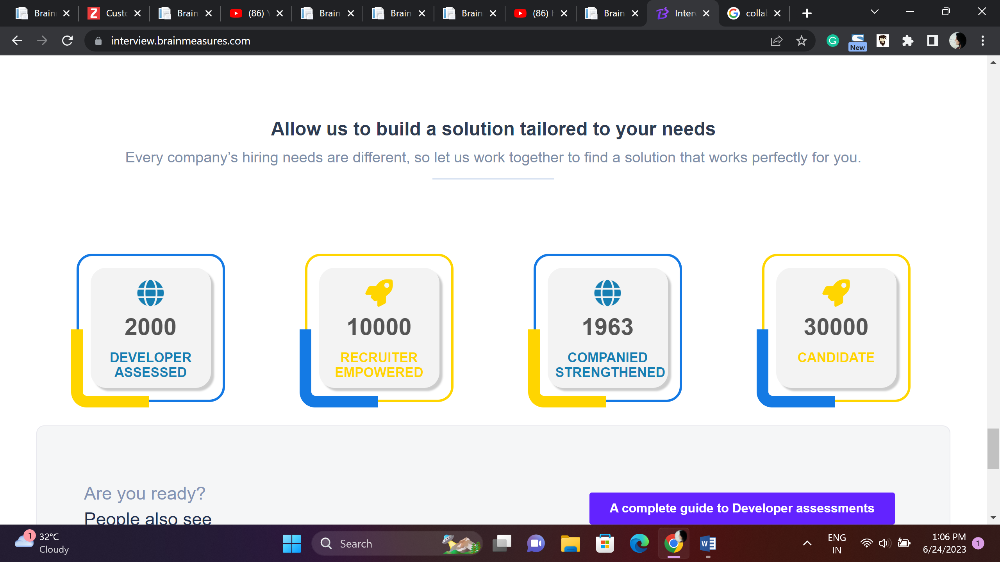 Brain
Custo
Brain
(86)
Brain
Brain
Brain
(86)
Brain
Inter
colla
interview.brainmeasures.com
New
Allow us to build a solution tailored to your needs
Every company’s hiring needs are different, so let us work together to find a solution that works perfectly for you.
2000
DEVELOPER
ASSESSED
10000
RECRUITER
EMPOWERED
1963
COMPANIED
STRENGTHENED
30000
CANDIDATE
Are you ready?
People also see
A complete guide to Developer assessments
1
32°C
Cloudy
Search
ENG
IN
1:06 PM
6/24/2023
1